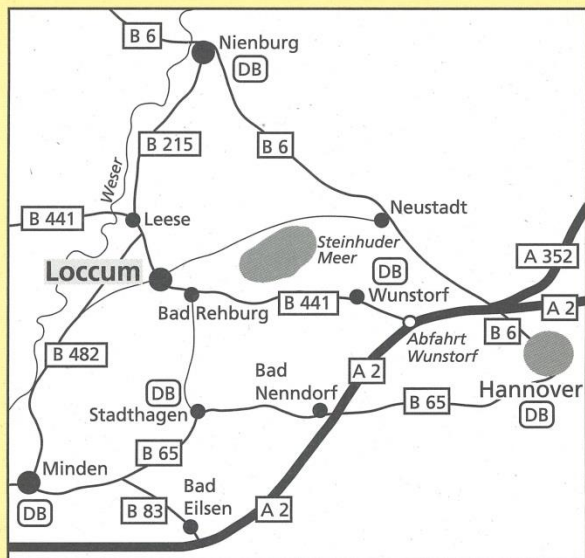 B 6
Nienburg
DB
B 215
B 6
Weser
B 441
Leese
Neustadt
Steinhuder
Meer
A 352
Loccum
DB
Bad Rehburg
B 441
Wunstorf
A 2
B 6
Abfahrt
Wunstorf
B 482
Bad
Nenndorf
A 2
Hannover
DB
DB
Stadthagen
B 65
B 65
Minden
DB
Bad
Eilsen
B 83
A 2